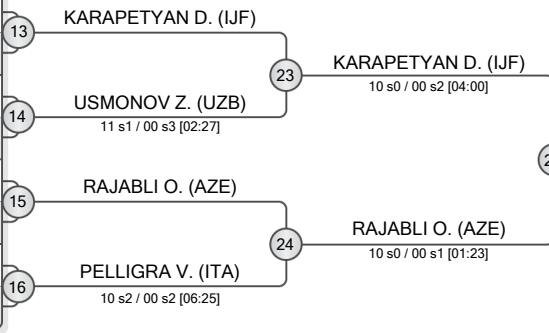 KARAPETYAN D. (IJF)
13
23
KARAPETYAN D. (IJF)
10 s0 / 00 s2 [04:00]
USMONOV Z. (UZB)
14
11 s1 / 00 s3 [02:27]
RAJABLI O. (AZE)
15
24
RAJABLI O. (AZE)
10 s0 / 00 s1 [01:23]
PELLIGRA V. (ITA)
16
10 s2 / 00 s2 [06:25]